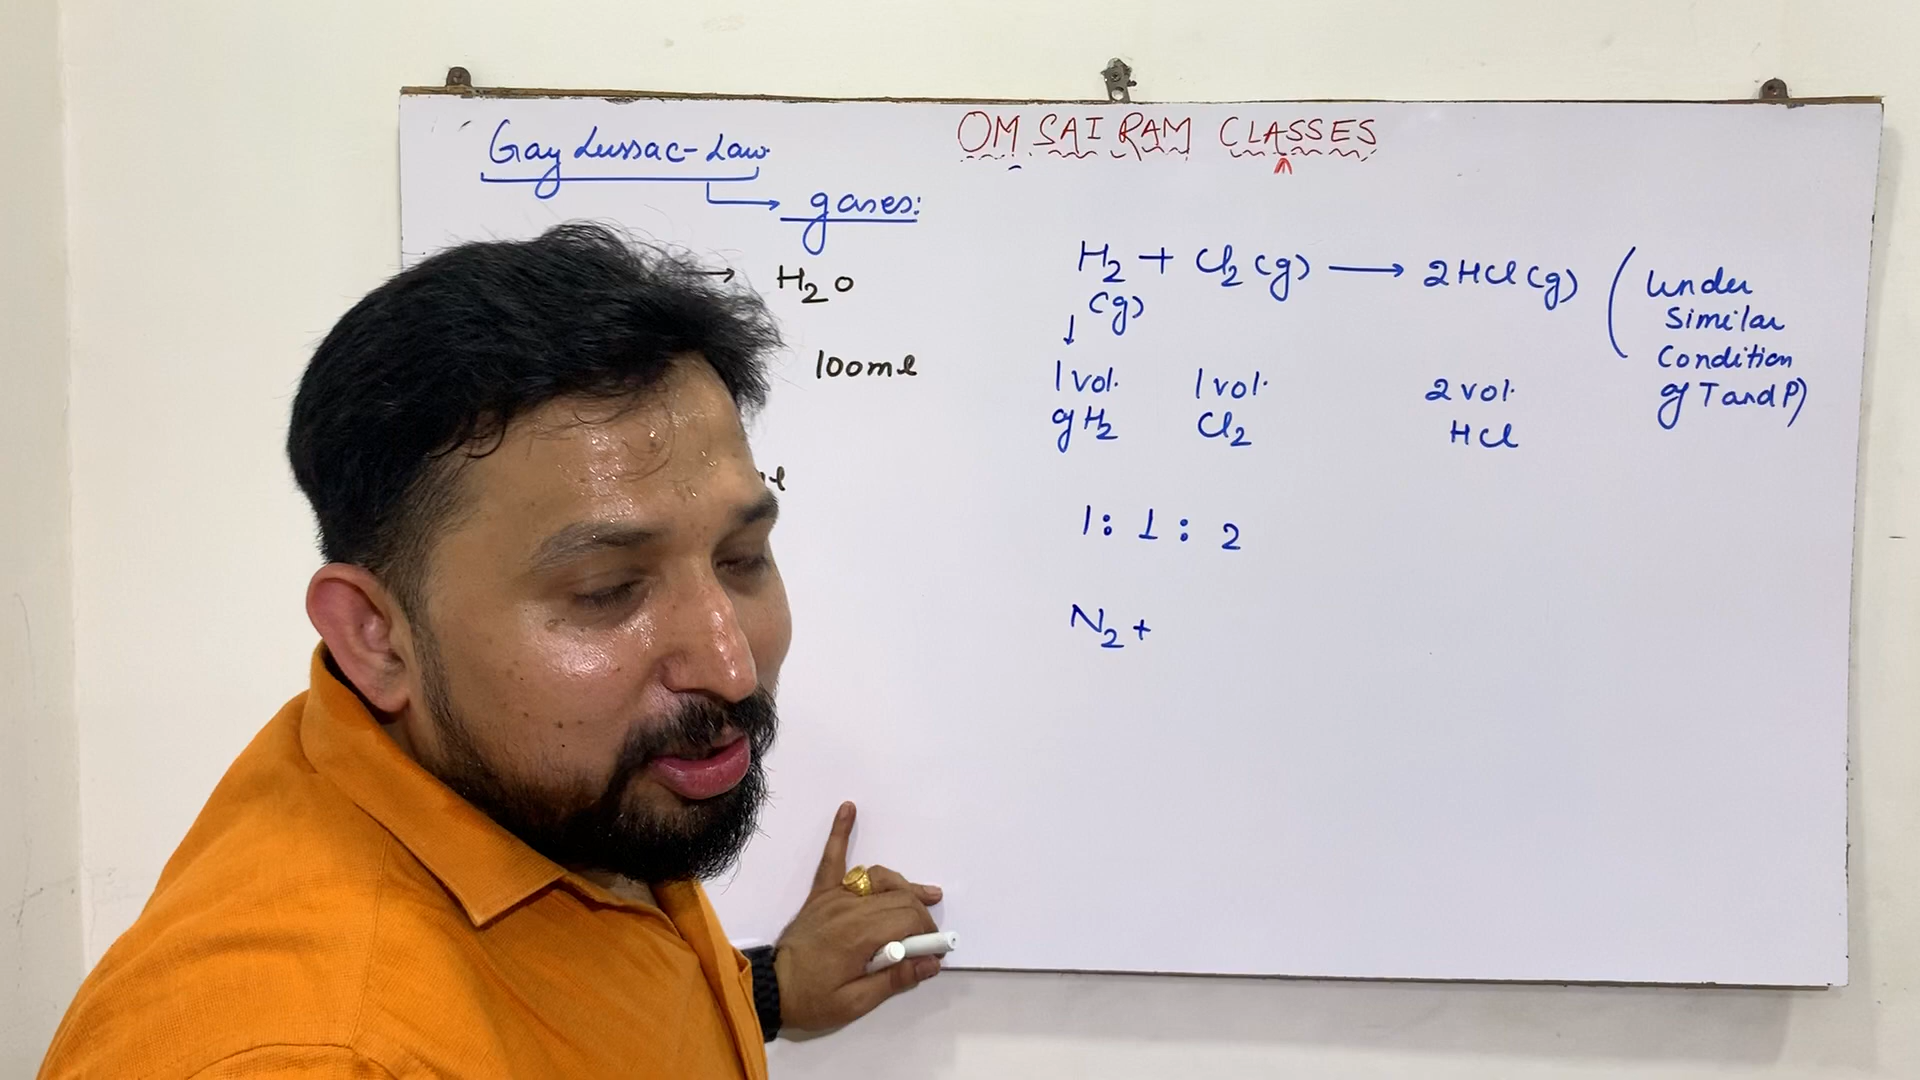 OM SAI RAM CLASSES
Gay Lussac-Law
gases:
→ H₂O
100ml
H₂ + Cl₂(g) → 2HCl(g)
(g)
↓
(Under
Similar
Condition
of T and P)
1 vol. 1 vol. 2 vol.
of H₂ Cl₂ HCl
1 : 1 : 2
N₂ +